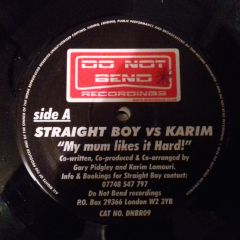 DO NOT
BEND
RECORDINGS
side A
STRAIGHT BOY VS KARIM
"My mum likes it Hard!"
Co-written, Co-produced & Co-arranged by
Gary Pidgley and Karim Lamouri.
Info & Bookings for Straight Boy contact:
07748 547 797
Do Not Bend recordings
P.O. Box 29366 London W2 3YB
CAT NO: DNBR09